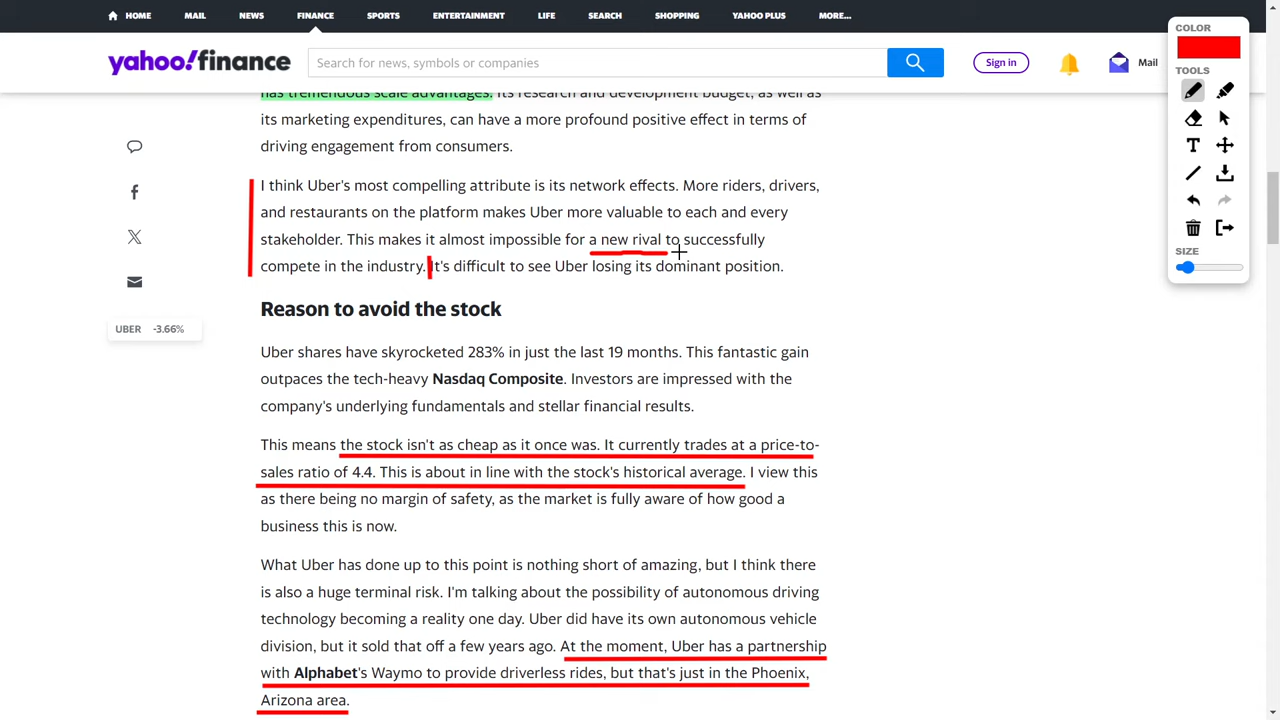 HOME MAIL NEWS FINANCE SPORTS ENTERTAINMENT LIFE SEARCH SHOPPING YAHOO PLUS MORE...
yahoo!finance
Search for news, symbols or companies
Sign in
Mail
COLOR
TOOLS
T
SIZE
has tremendous scale advantages. Its research and development budget, as well as
its marketing expenditures, can have a more profound positive effect in terms of
driving engagement from consumers.
I think Uber's most compelling attribute is its network effects. More riders, drivers,
and restaurants on the platform makes Uber more valuable to each and every
stakeholder. This makes it almost impossible for a new rival to successfully
compete in the industry. It's difficult to see Uber losing its dominant position.
UBER -3.66%
Reason to avoid the stock
Uber shares have skyrocketed 283% in just the last 19 months. This fantastic gain
outpaces the tech-heavy Nasdaq Composite. Investors are impressed with the
company's underlying fundamentals and stellar financial results.
This means the stock isn't as cheap as it once was. It currently trades at a price-to-
sales ratio of 4.4. This is about in line with the stock's historical average. I view this
as there being no margin of safety, as the market is fully aware of how good a
business this is now.
What Uber has done up to this point is nothing short of amazing, but I think there
is also a huge terminal risk. I'm talking about the possibility of autonomous driving
technology becoming a reality one day. Uber did have its own autonomous vehicle
division, but it sold that off a few years ago. At the moment, Uber has a partnership
with Alphabet's Waymo to provide driverless rides, but that's just in the Phoenix,
Arizona area.